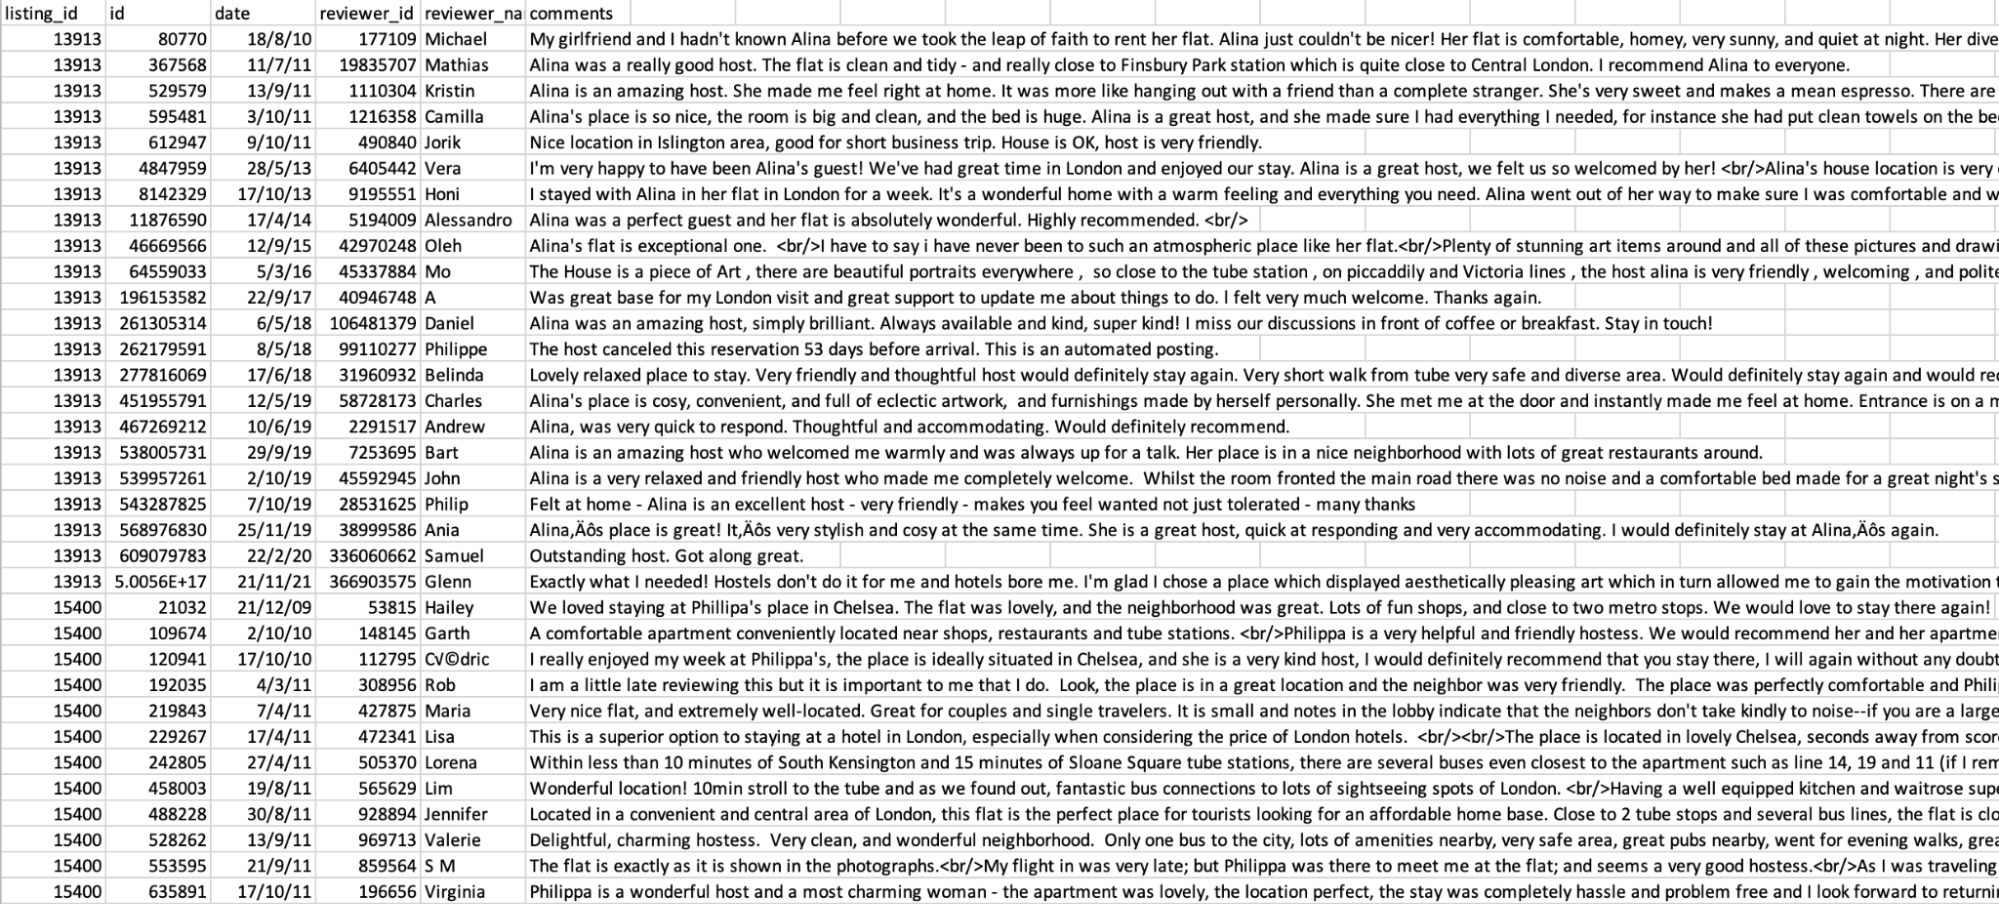 listing_id id date reviewer_id reviewer_na comments
13913 80770 18/8/10 177109 Michael My girlfriend and I hadn't known Alina before we took the leap of faith to rent her flat. Alina just couldn't be nicer! Her flat is comfortable, homey, very sunny, and quiet at night. Her dive
13913 367568 11/7/11 19835707 Mathias Alina was a really good host. The flat is clean and tidy - and really close to Finsbury Park station which is quite close to Central London. I recommend Alina to everyone.
13913 529579 13/9/11 1110304 Kristin Alina is an amazing host. She made me feel right at home. It was more like hanging out with a friend than a complete stranger. She's very sweet and makes a mean espresso. There are
13913 595481 3/10/11 1216358 Camilla Alina's place is so nice, the room is big and clean, and the bed is huge. Alina is a great host, and she made sure I had everything I needed, for instance she had put clean towels on the be
13913 612947 9/10/11 490840 Jorik Nice location in Islington area, good for short business trip. House is OK, host is very friendly.
13913 4847959 28/5/13 6405442 Vera I'm very happy to have been Alina's guest! We've had great time in London and enjoyed our stay. Alina is a great host, we felt us so welcomed by her! <br/>Alina's house location is very
13913 8142329 17/10/13 9195551 Honi I stayed with Alina in her flat in London for a week. It's a wonderful home with a warm feeling and everything you need. Alina went out of her way to make sure I was comfortable and w
13913 11876590 17/4/14 5194009 Alessandro Alina was a perfect guest and her flat is absolutely wonderful. Highly recommended. <br/>
13913 46669566 12/9/15 42970248 Oleh Alina's flat is exceptional one. <br/>I have to say i have never been to such an atmospheric place like her flat.<br/>Plenty of stunning art items around and all of these pictures and drawi
13913 64559033 5/3/16 45337884 Mo The House is a piece of Art , there are beautiful portraits everywhere , so close to the tube station , on piccaddily and Victoria lines , the host alina is very friendly , welcoming , and polite
13913 196153582 22/9/17 40946748 A Was great base for my London visit and great support to update me about things to do. I felt very much welcome. Thanks again.
13913 261305314 6/5/18 106481379 Daniel Alina was an amazing host, simply brilliant. Always available and kind, super kind! I miss our discussions in front of coffee or breakfast. Stay in touch!
13913 262179591 8/5/18 99110277 Philippe The host canceled this reservation 53 days before arrival. This is an automated posting.
13913 277816069 17/6/18 31960932 Belinda Lovely relaxed place to stay. Very friendly and thoughtful host would definitely stay again. Very short walk from tube very safe and diverse area. Would definitely stay again and would rec
13913 451955791 12/5/19 58728173 Charles Alina's place is cosy, convenient, and full of eclectic artwork, and furnishings made by herself personally. She met me at the door and instantly made me feel at home. Entrance is on a m
13913 467269212 10/6/19 2291517 Andrew Alina, was very quick to respond. Thoughtful and accommodating. Would definitely recommend.
13913 538005731 29/9/19 7253695 Bart Alina is an amazing host who welcomed me warmly and was always up for a talk. Her place is in a nice neighborhood with lots of great restaurants around.
13913 539957261 2/10/19 45592945 John Alina is a very relaxed and friendly host who made me completely welcome. Whilst the room fronted the main road there was no noise and a comfortable bed made for a great night's s
13913 543287825 7/10/19 28531625 Philip Felt at home - Alina is an excellent host - very friendly - makes you feel wanted not just tolerated - many thanks
13913 568976830 25/11/19 38999586 Ania Alina‚Äôs place is great! It‚Äôs very stylish and cosy at the same time. She is a great host, quick at responding and very accommodating. I would definitely stay at Alina‚Äôs again.
13913 609079783 22/2/20 336060662 Samuel Outstanding host. Got along great.
13913 5.0056E+17 21/11/21 366903575 Glenn Exactly what I needed! Hostels don't do it for me and hotels bore me. I'm glad I chose a place which displayed aesthetically pleasing art which in turn allowed me to gain the motivation t
15400 21032 21/12/09 53815 Hailey We loved staying at Phillipa's place in Chelsea. The flat was lovely, and the neighborhood was great. Lots of fun shops, and close to two metro stops. We would love to stay there again!
15400 109674 2/10/10 148145 Garth A comfortable apartment conveniently located near shops, restaurants and tube stations. <br/>Philippa is a very helpful and friendly hostess. We would recommend her and her apartme
15400 120941 17/10/10 112795 C√©dric I really enjoyed my week at Philippa's, the place is ideally situated in Chelsea, and she is a very kind host, I would definitely recommend that you stay there, I will again without any doubt
15400 192035 4/3/11 308956 Rob I am a little late reviewing this but it is important to me that I do. Look, the place is in a great location and the neighbor was very friendly. The place was perfectly comfortable and Phili
15400 219843 7/4/11 427875 Maria Very nice flat, and extremely well-located. Great for couples and single travelers. It is small and notes in the lobby indicate that the neighbors don't take kindly to noise--if you are a large
15400 229267 17/4/11 472341 Lisa This is a superior option to staying at a hotel in London, especially when considering the price of London hotels. <br/><br/>The place is located in lovely Chelsea, seconds away from scor
15400 242805 27/4/11 505370 Lorena Within less than 10 minutes of South Kensington and 15 minutes of Sloane Square tube stations, there are several buses even closest to the apartment such as line 14, 19 and 11 (if I rem
15400 458003 19/8/11 565629 Lim Wonderful location! 10min stroll to the tube and as we found out, fantastic bus connections to lots of sightseeing spots of London. <br/>Having a well equipped kitchen and waitrose supe
15400 488228 30/8/11 928894 Jennifer Located in a convenient and central area of London, this flat is the perfect place for tourists looking for an affordable home base. Close to 2 tube stops and several bus lines, the flat is clo
15400 528262 13/9/11 969713 Valerie Delightful, charming hostess. Very clean, and wonderful neighborhood. Only one bus to the city, lots of amenities nearby, very safe area, great pubs nearby, went for evening walks, grea
15400 553595 21/9/11 859564 S M The flat is exactly as it is shown in the photographs.<br/>My flight in was very late; but Philippa was there to meet me at the flat; and seems a very good hostess.<br/>As I was traveling
15400 635891 17/10/11 196656 Virginia Philippa is a wonderful host and a most charming woman - the apartment was lovely, the location perfect, the stay was completely hassle and problem free and I look forward to returni